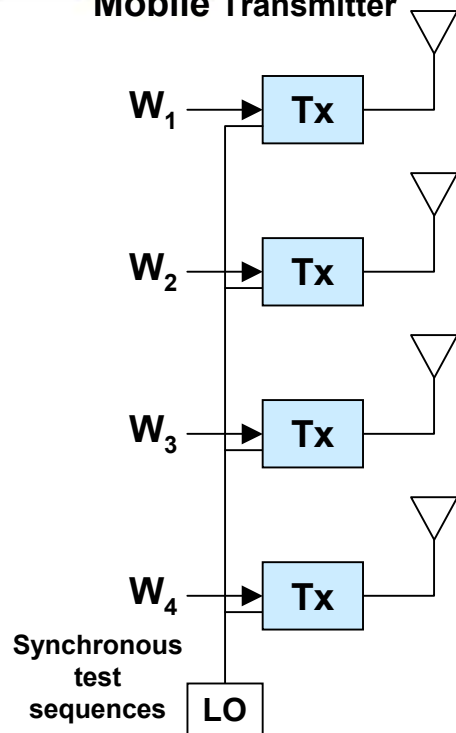 Mobile Transmitter
W1
Tx
W2
Tx
W3
Tx
W4
Tx
Synchronous
test
sequences
LO